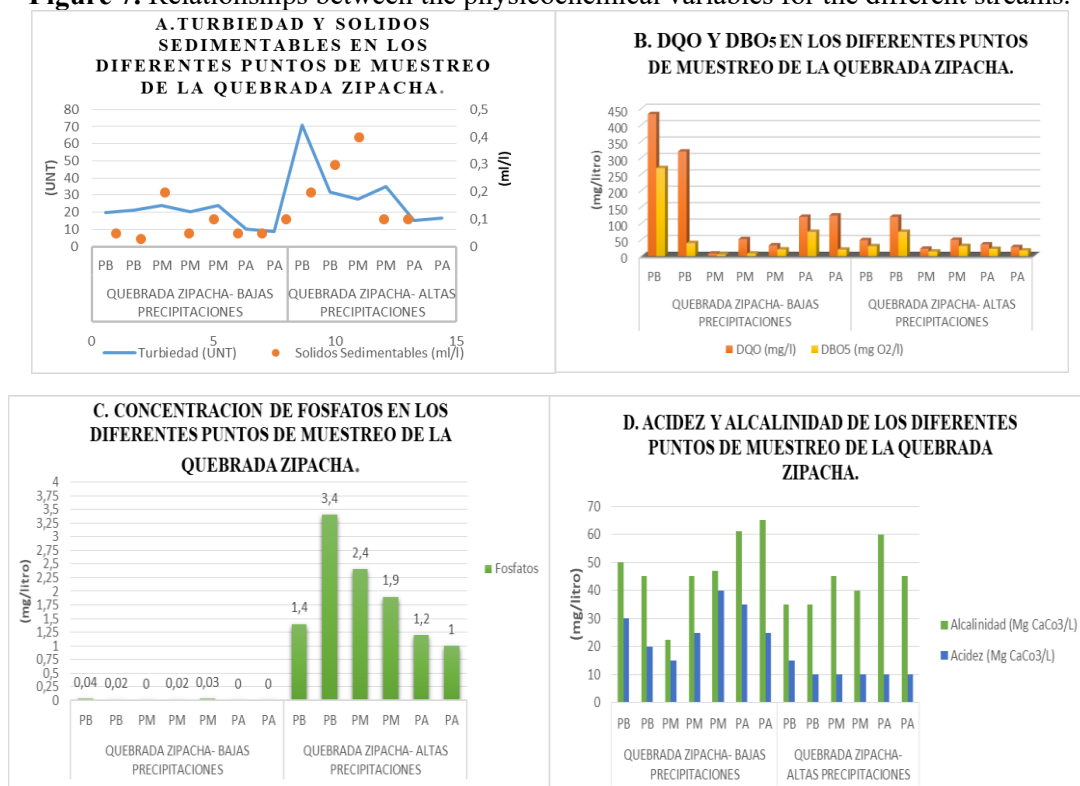 Figure 7. Relationships between the physicochemical variables for the different streams.
A.TURBIEDAD Y SOLIDOS
SEDIMENTABLES EN LOS
DIFERENTES PUNTOS DE MUESTREO
DE LA QUEBRADA ZIPACHA.
80
70
60
50
40
30
20
10
0
(UNT)
0,5
0,4
0,3
0,2
0,1
0
(ml/l)
PB PB PM PM PM PA PA PB PB PM PM PA PA
QUEBRADA ZIPACHA- BAJAS
PRECIPITACIONES
QUEBRADA ZIPACHA- ALTAS
PRECIPITACIONES
0 5 10 15
Turbiedad (UNT) Solidos Sedimentables (ml/l)
B. DQO Y DBO5 EN LOS DIFERENTES PUNTOS
DE MUESTREO DE LA QUEBRADA ZIPACHA.
450
400
350
300
250
200
150
100
50
0
(mg/litro)
PB PB PM PM PM PA PA PB PB PM PM PA PA
QUEBRADA ZIPACHA- BAJAS
PRECIPITACIONES
QUEBRADA ZIPACHA- ALTAS
PRECIPITACIONES
DQO (mg/l) DBO5 (mg O2/l)
C. CONCENTRACION DE FOSFATOS EN LOS
DIFERENTES PUNTOS DE MUESTREO DE LA
QUEBRADA ZIPACHA.
4
3,75
3,5
3,25
3
2,75
2,5
2,25
2
1,75
1,5
1,25
1
0,75
0,5
0,25
0
(mg/litro)
0,04 0,02 0 0,02 0,03 0 0 1,4 3,4 2,4 1,9 1,2 1
Fosfatos
PB PB PM PM PM PA PA PB PB PM PM PA PA
QUEBRADA ZIPACHA- BAJAS
PRECIPITACIONES
QUEBRADA ZIPACHA- ALTAS
PRECIPITACIONES
D. ACIDEZ Y ALCALINIDAD DE LOS DIFERENTES
PUNTOS DE MUESTREO DE LA QUEBRADA
ZIPACHA.
70
60
50
40
30
20
10
0
(mg/litro)
Alcalinidad (Mg CaCo3/L)
Acidez (Mg CaCo3/L)
PB PB PM PM PM PA PA PB PB PM PM PA PA
QUEBRADA ZIPACHA- BAJAS
PRECIPITACIONES
QUEBRADA ZIPACHA-
ALTAS PRECIPITACIONES